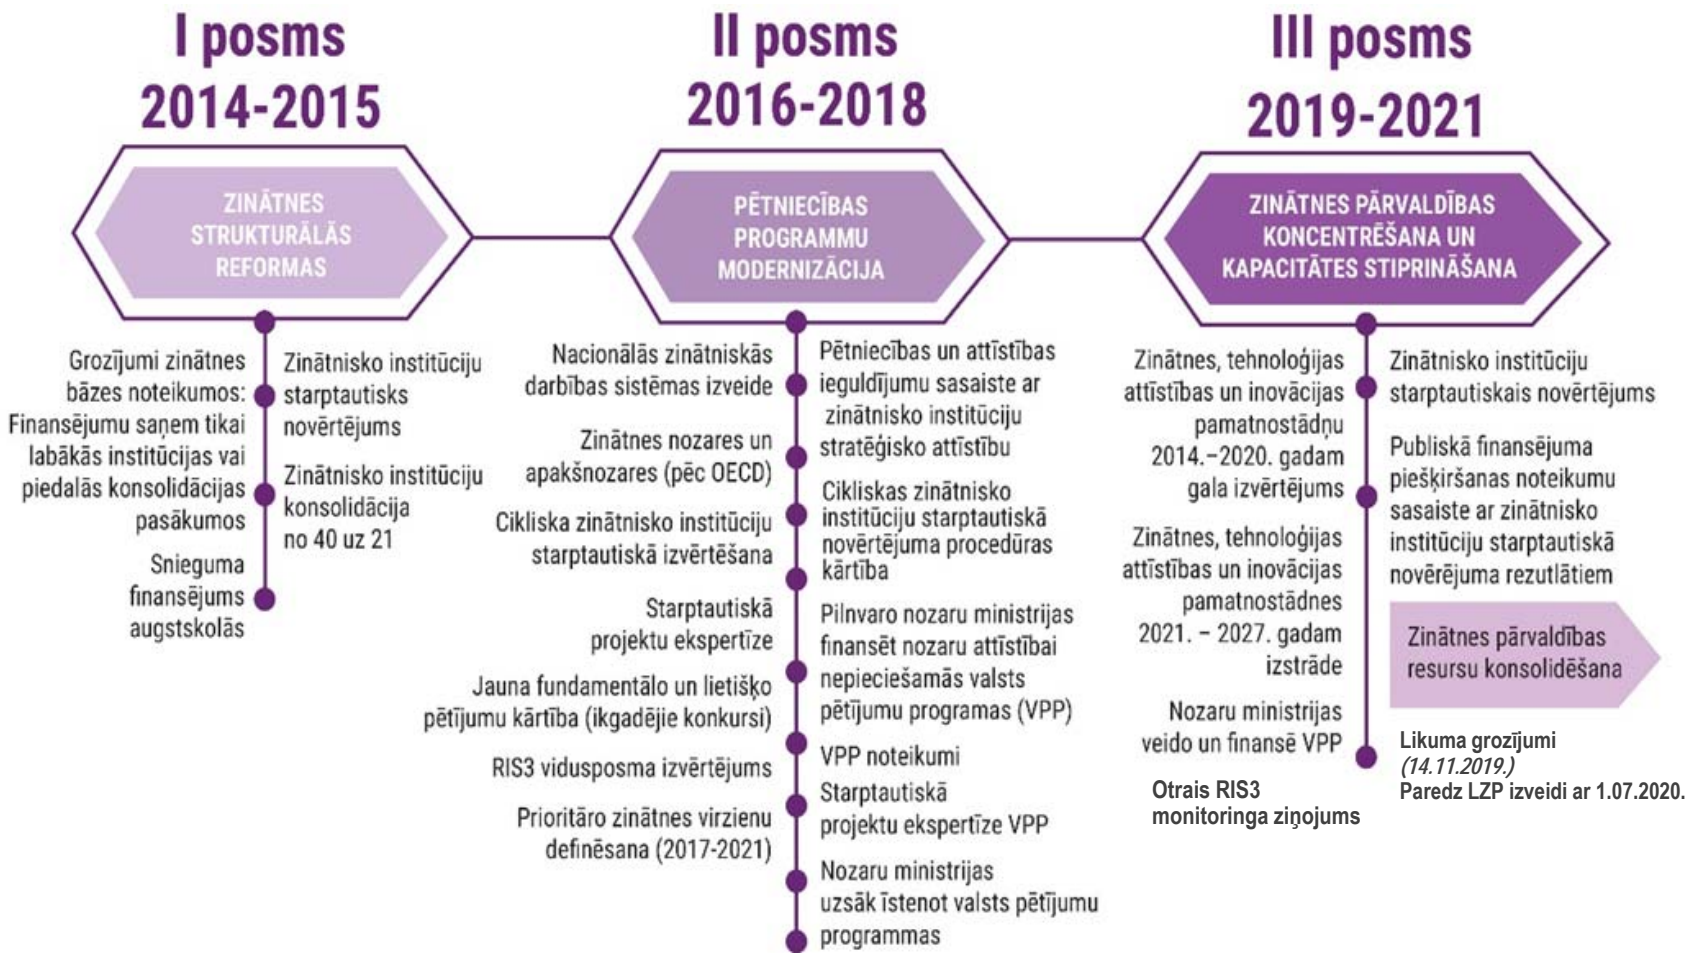 I posms
2014-2015
ZINĀTNES
STRUKTURĀLĀS
REFORMAS
Grozījumi zinātnes
bāzes noteikumos:
Finansējumu saņem tikai
labākās institūcijas vai
piedalās konsolidācijas
pasākumos
Snieguma
finansējums
augstskolās
Zinātnisko institūciju
starptautisks
novērtējums
Zinātnisko institūciju
konsolidācija
no 40 uz 21
II posms
2016-2018
PĒTNIECĪBAS
PROGRAMMU
MODERNIZĀCIJA
Nacionālās zinātniskās
darbības sistēmas izveide
Zinātnes nozares un
apakšnozares (pēc OECD)
Cikliska zinātnisko institūciju
starptautiskā izvērtēšana
Starptautiskā
projektu ekspertīze
Jauna fundamentālo un lietišķo
pētījumu kārtība (ikgadējie konkursi)
RIS3 vidusposma izvērtējums
Prioritāro zinātnes virzienu
definēsana (2017-2021)
Pētniecības un attīstības
ieguldījumu sasaiste ar
zinātnisko institūciju
stratēģisko attīstību
Cikliskas zinātnisko
institūciju starptautiskā
novērtējuma procedūras
kārtība
Pilnvaro nozaru ministrijas
finansēt nozaru attīstībai
nepieciešamās valsts
pētījumu programas (VPP)
VPP noteikumi
Starptautiskā
projektu ekspertīze VPP
Nozaru ministrijas
uzsāk īstenot valsts pētījumu
programmas
III posms
2019-2021
ZINĀTNES PĀRVALDĪBAS
KONCENTRĒŠANA UN
KAPACITĀTES STIPRINĀŠANA
Zinātnes, tehnoloģijas
attīstības un inovācijas
pamatnostādņu
2014.–2020. gadam
gala izvērtējums
Zinātnes, tehnoloģijas
attīstības un inovācijas
pamatnostādnes
2021. – 2027. gadam
izstrāde
Nozaru ministrijas
veido un finansē VPP
Otrais RIS3
monitoringa ziņojums
Zinātnisko institūciju
starptautiskais novērtējums
Publiskā finansējuma
piešķiršanas noteikumu
sasaiste ar zinātnisko
institūciju starptautiskā
novērējuma rezutlātiem
Zinātnes pārvaldības
resursu konsolidēšana
Likuma grozījumi
(14.11.2019.)
Paredz LZP izveidi ar 1.07.2020.